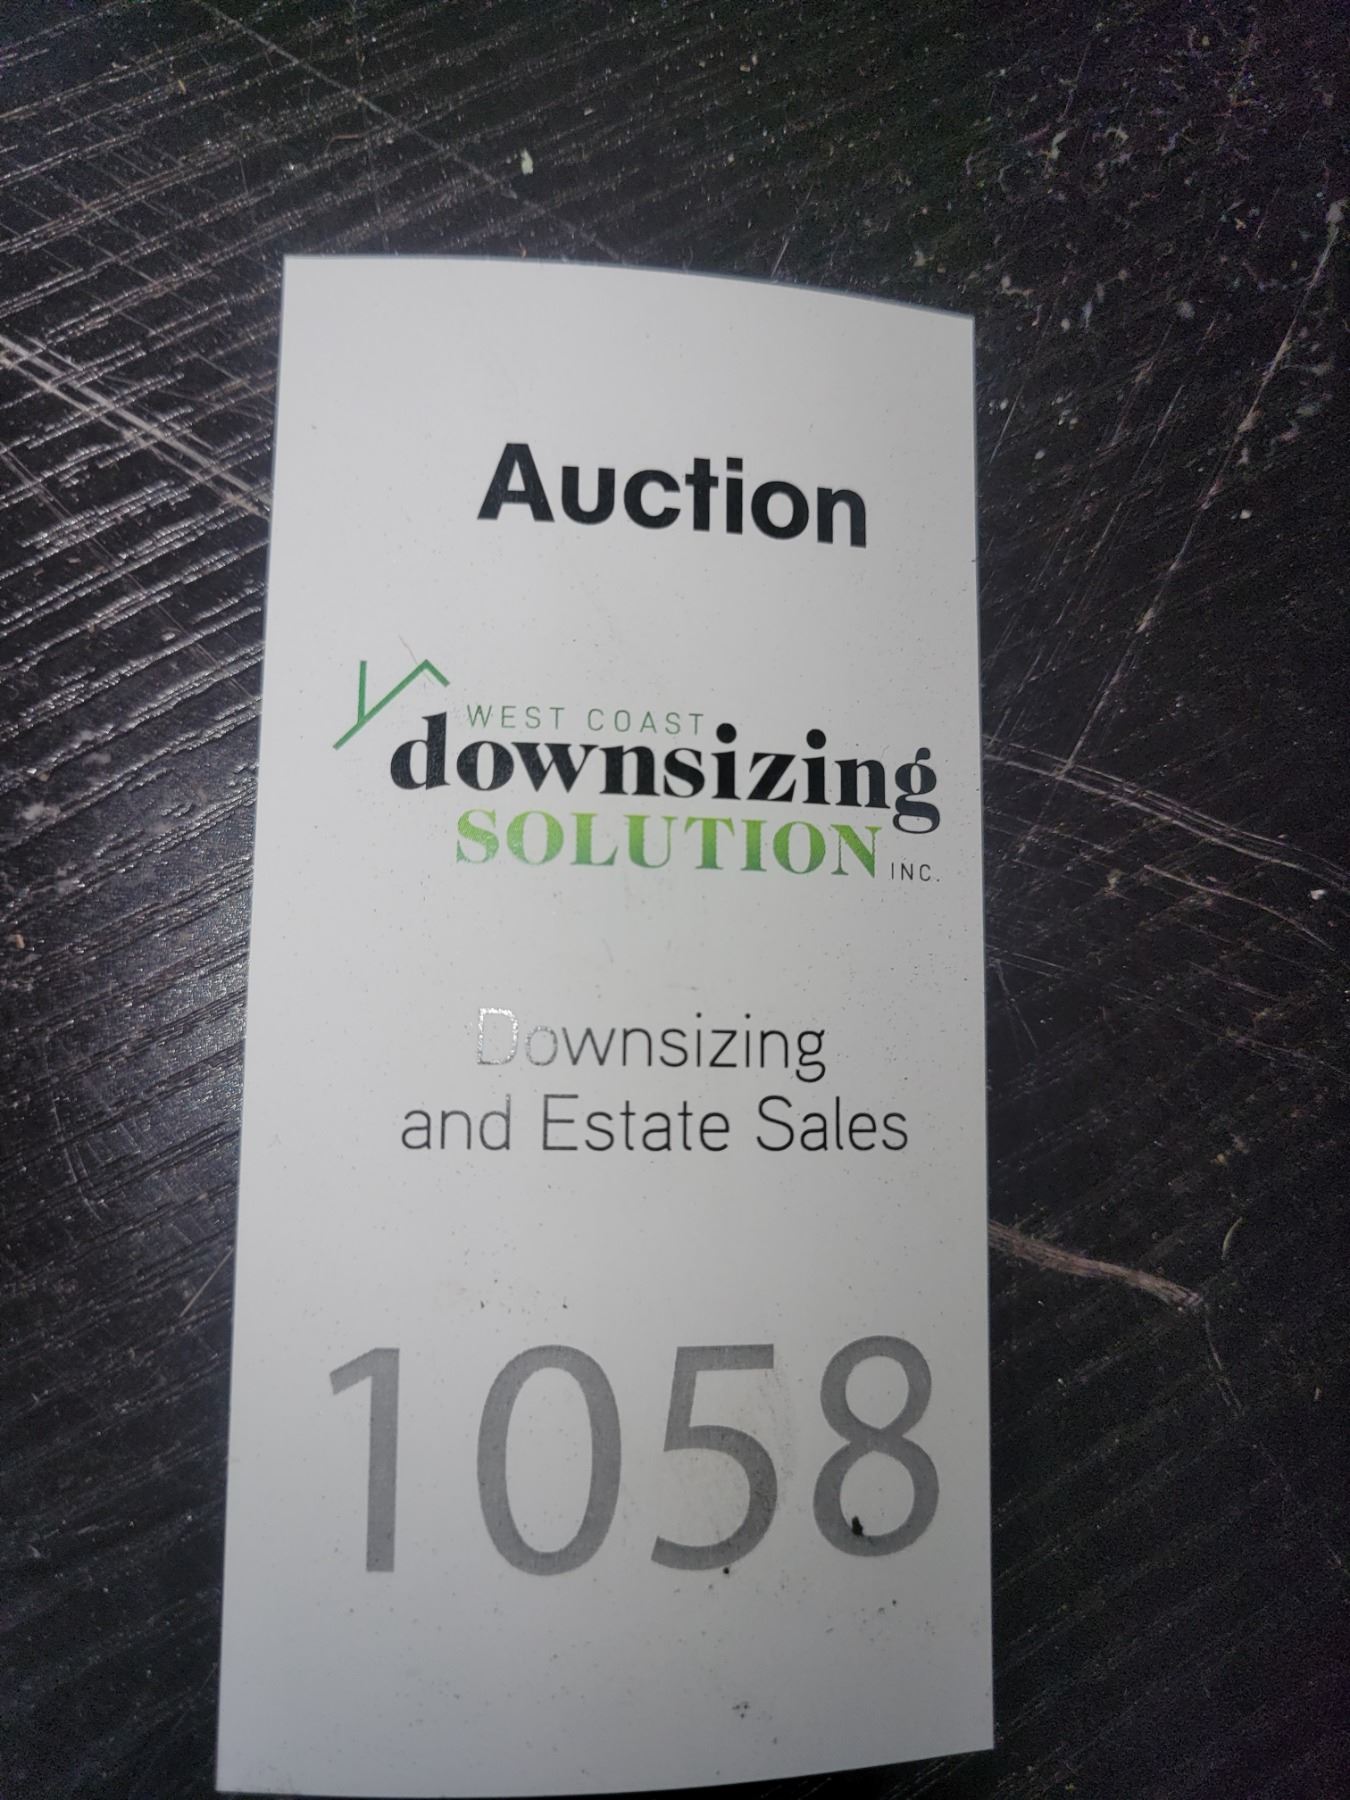 Auction
WEST COAST
downsizing
SOLUTION INC.
Downsizing
and Estate Sales
1058